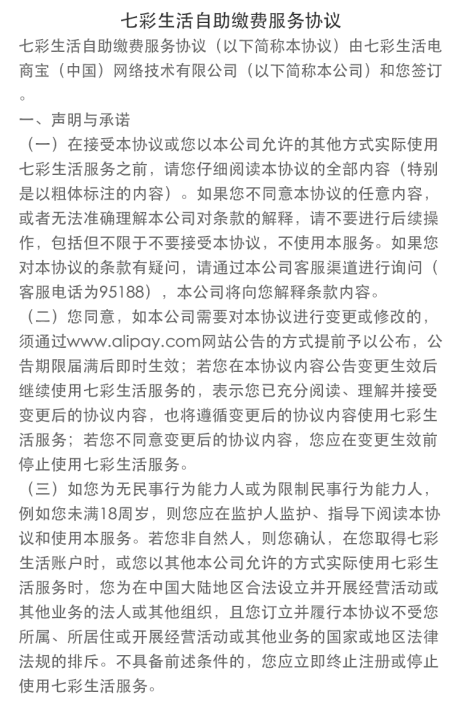 七彩生活自助缴费服务协议
七彩生活自助缴费服务协议（以下简称本协议）由七彩生活电
商宝（中国）网络技术有限公司（以下简称本公司）和您签订
。
一、声明与承诺
（一）在接受本协议或您以本公司允许的其他方式实际使用
七彩生活服务之前，请您仔细阅读本协议的全部内容（特别
是以粗体标注的内容）。如果您不同意本协议的任意内容，
或者无法准确理解本公司对条款的解释，请不要进行后续操
作，包括但不限于不要接受本协议，不使用本服务。如果您
对本协议的条款有疑问，请通过本公司客服渠道进行询问（
客服电话为95188），本公司将向您解释条款内容。
（二）您同意，如本公司需要对本协议进行变更或修改的，
须通过www.alipay.com网站公告的方式提前予以公布，公
告期限届满后即时生效；若您在本协议内容公告变更生效后
继续使用七彩生活服务的，表示您已充分阅读、理解并接受
变更后的协议内容，也将遵循变更后的协议内容使用七彩生
活服务；若您不同意变更后的协议内容，您应在变更生效前
停止使用七彩生活服务。
（三）如您为无民事行为能力人或为限制民事行为能力人，
例如您未满18周岁，则您应在监护人监护、指导下阅读本协
议和使用本服务。若您非自然人，则您确认，在您取得七彩
生活账户时，或您以其他本公司允许的方式实际使用七彩生
活服务时，您为在中国大陆地区合法设立并开展经营活动或
其他业务的法人或其他组织，且您订立并履行本协议不受您
所属、所居住或开展经营活动或其他业务的国家或地区法律
法规的排斥。不具备前述条件的，您应立即终止注册或停止
使用七彩生活服务。